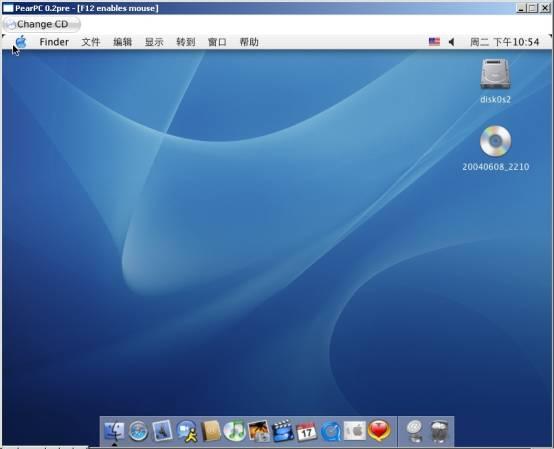 PearPC 0.2pre - [F12 enables mouse]
Change CD
Finder 文件 编辑 显示 转到 窗口 帮助 周二 下午10:54
disk0s2
20040608_2210
17